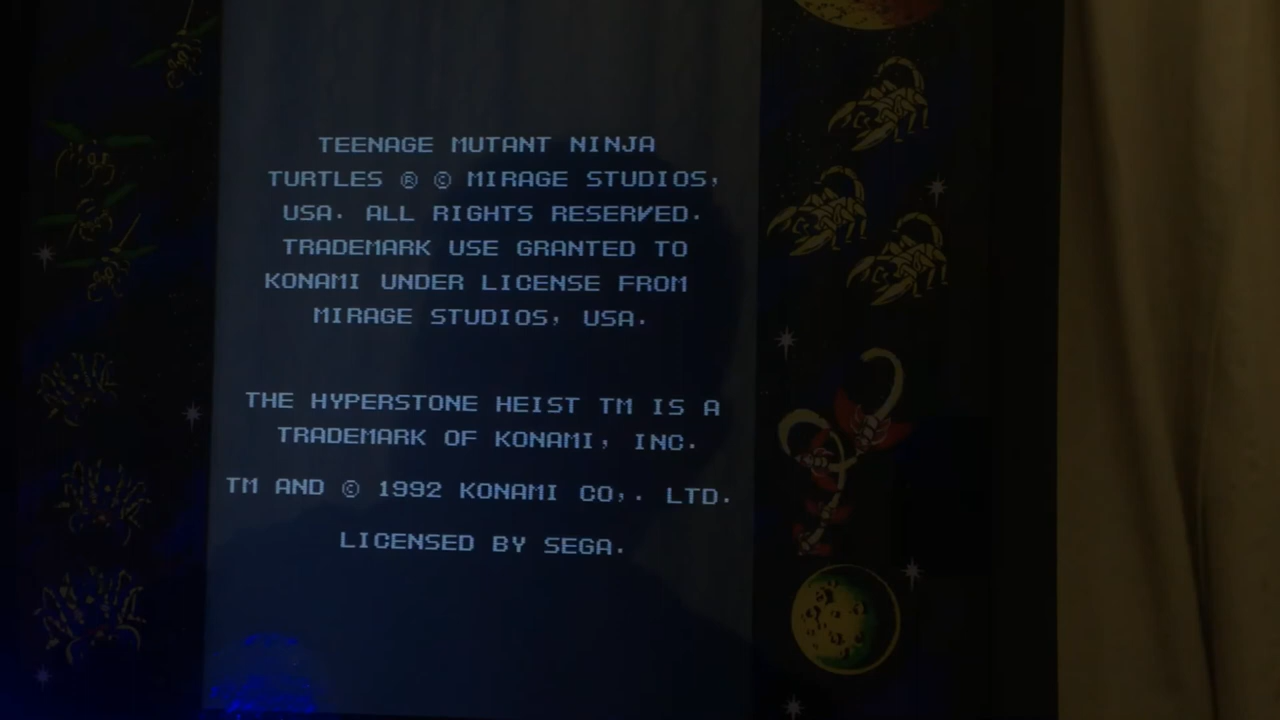 TEENAGE MUTANT NINJA
TURTLES ® © MIRAGE STUDIOS,
USA. ALL RIGHTS RESERVED.
TRADEMARK USE GRANTED TO
KONAMI UNDER LICENSE FROM
MIRAGE STUDIOS, USA.
THE HYPERSTONE HEIST TM IS A
TRADEMARK OF KONAMI, INC.
TM AND © 1992 KONAMI CO,. LTD.
LICENSED BY SEGA.